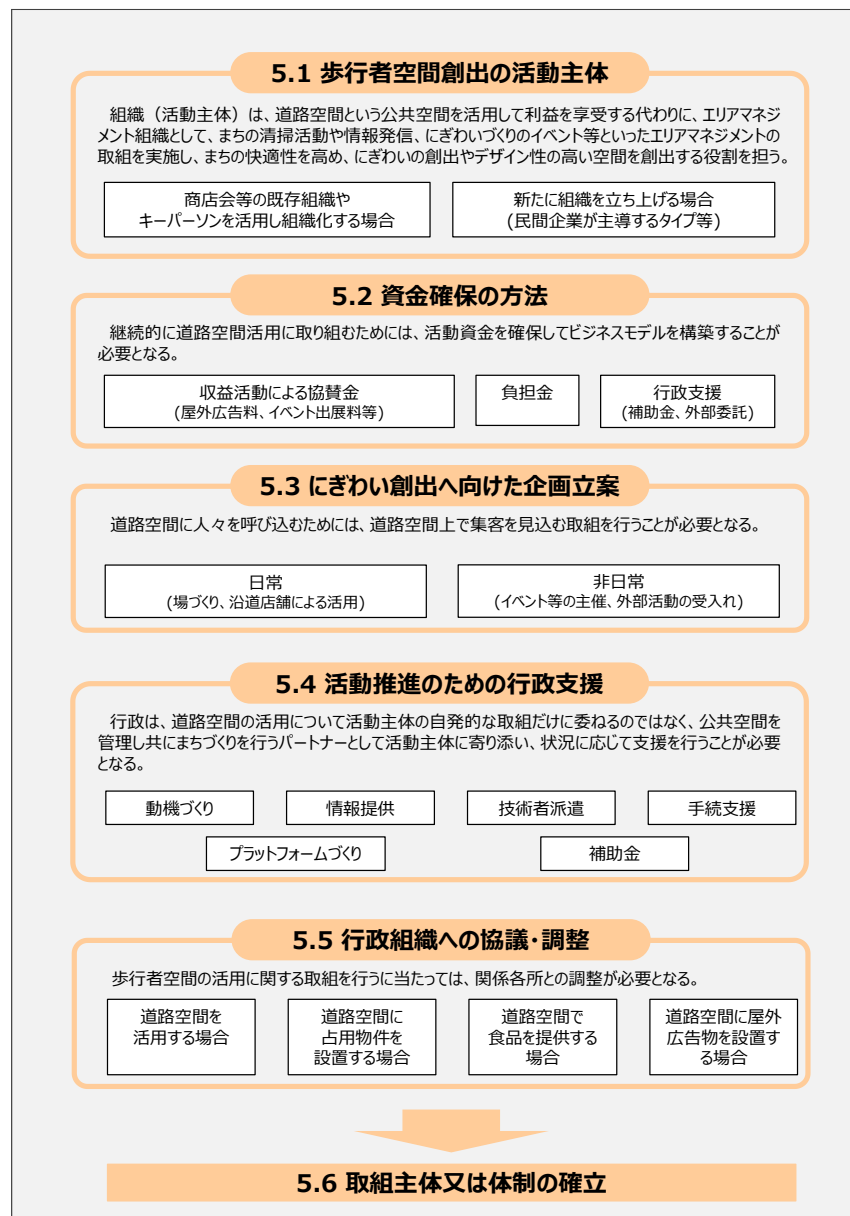 5.1 歩行者空間創出の活動主体
組織（活動主体）は、道路空間という公共空間を活用して利益を享受する代わりに、エリアマネジ
メント組織として、まちの清掃活動や情報発信、にぎわいづくりのイベント等といったエリアマネジメントの
取組を実施し、まちの快適性を高め、にぎわいの創出やデザイン性の高い空間を創出する役割を担う。
商店会等の既存組織や
キーパーソンを活用し組織化する場合
新たに組織を立ち上げる場合
(民間企業が主導するタイプ等)
5.2 資金確保の方法
継続的に道路空間活用に取り組むためには、活動資金を確保してビジネスモデルを構築することが
必要となる。
収益活動による協賛金
(屋外広告料、イベント出展料等)
負担金
行政支援
(補助金、外部委託)
5.3 にぎわい創出へ向けた企画立案
道路空間に人々を呼び込むためには、道路空間上で集客を見込む取組を行うことが必要となる。
日常
(場づくり、沿道店舗による活用)
非日常
(イベント等の主催、外部活動の受入れ)
5.4 活動推進のための行政支援
行政は、道路空間の活用について活動主体の自発的な取組だけに委ねるのではなく、公共空間を
管理し共にまちづくりを行うパートナーとして活動主体に寄り添い、状況に応じて支援を行うことが必要
となる。
動機づくり
情報提供
技術者派遣
手続支援
プラットフォームづくり
補助金
5.5 行政組織への協議・調整
歩行者空間の活用に関する取組を行うに当たっては、関係各所との調整が必要となる。
道路空間を
活用する場合
道路空間に
占用物件を
設置する場合
道路空間で
食品を提供する
場合
道路空間に屋外
広告物を設置す
る場合
5.6 取組主体又は体制の確立